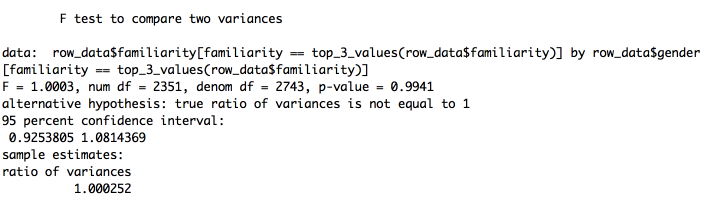 F test to compare two variances
data:  row_data$familiarity[familiarity == top_3_values(row_data$familiarity)] by row_data$gender
[familiarity == top_3_values(row_data$familiarity)]
F = 1.0003, num df = 2351, denom df = 2743, p-value = 0.9941
alternative hypothesis: true ratio of variances is not equal to 1
95 percent confidence interval:
0.9253805 1.0814369
sample estimates:
ratio of variances
1.000252